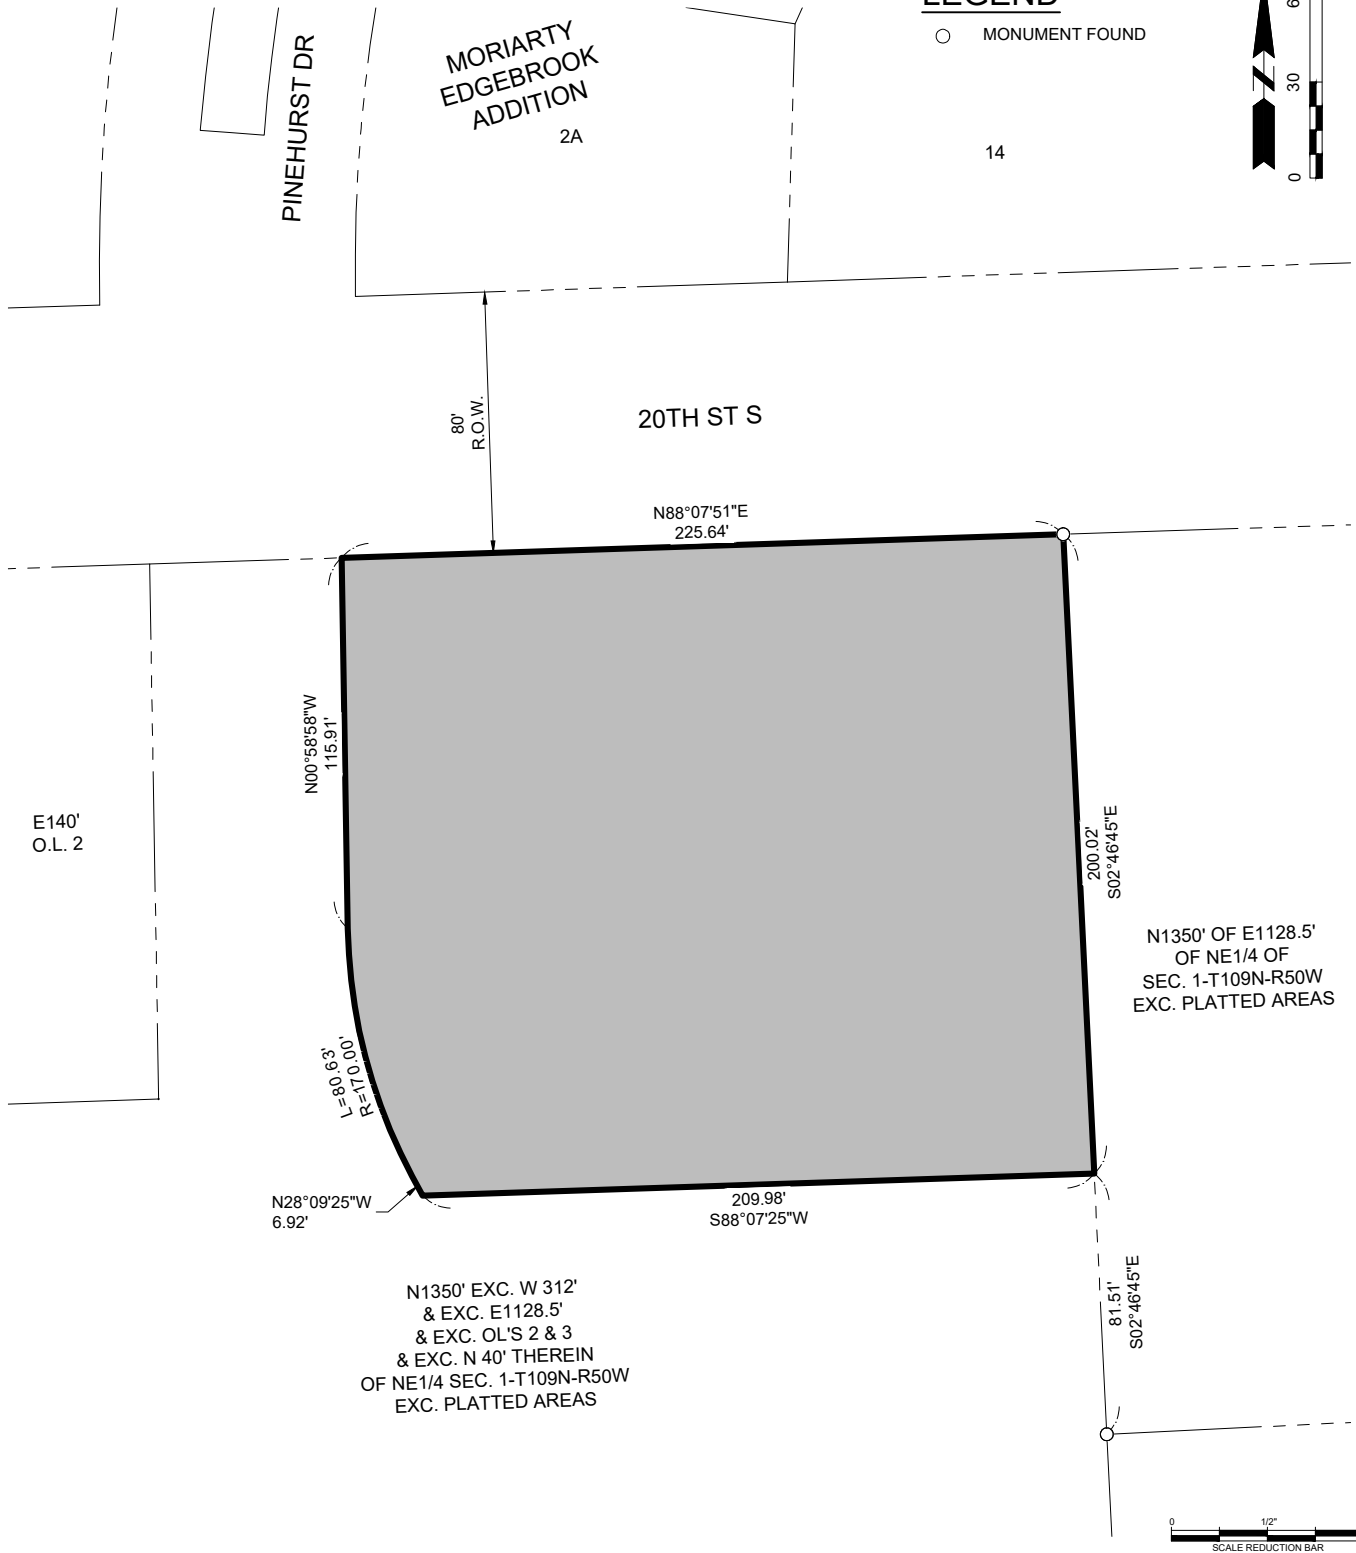 LEGEND
MONUMENT FOUND
PINEHURST DR
MORIARTY
EDGEBROOK
ADDITION
2A
14
0
30
80'
R.O.W.
20TH ST S
N88°07'51"E
225.64'
N00°58'58"W
115.91'
E140'
O.L. 2
200.02'
S02°46'45"E
N1350' OF E1128.5'
OF NE1/4 OF
SEC. 1-T109N-R50W
EXC. PLATTED AREAS
L=80.63'
R=170.00'
N28°09'25"W
6.92'
209.98'
S88°07'25"W
N1350' EXC. W 312'
& EXC. E1128.5'
& EXC. OL'S 2 & 3
& EXC. N 40' THEREIN
OF NE1/4 SEC. 1-T109N-R50W
EXC. PLATTED AREAS
81.51'
S02°46'45"E
0
1/2"
SCALE REDUCTION BAR